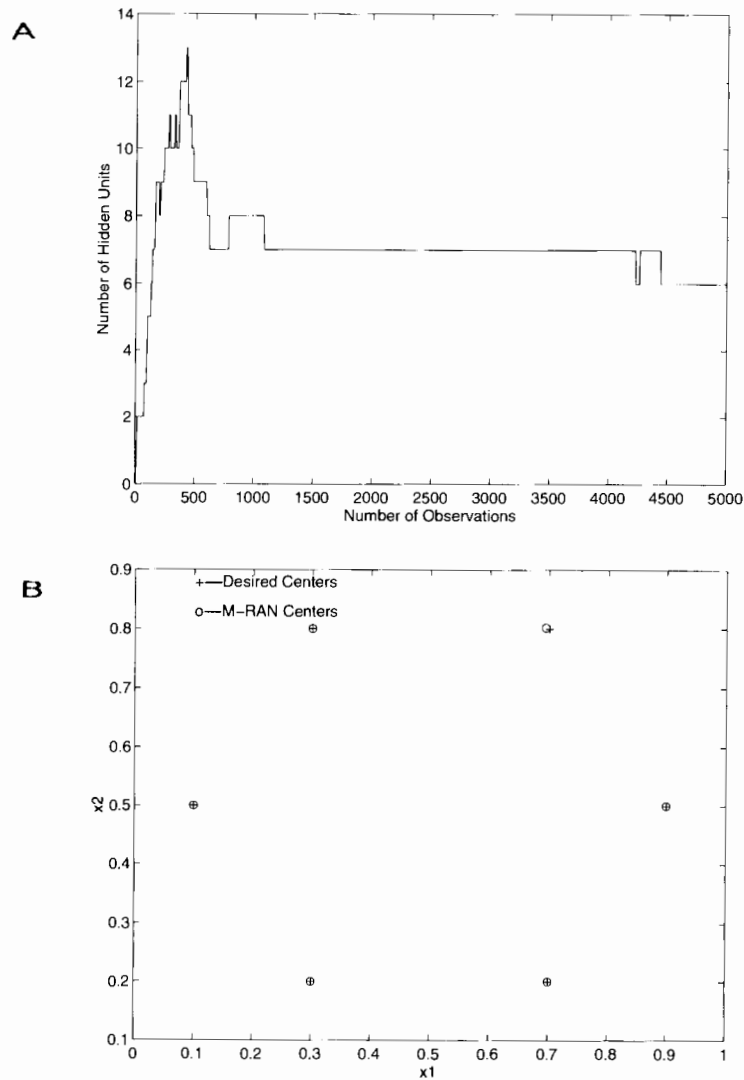 A
14
12
10
8
6
4
2
0
Number of Hidden Units
0 500 1000 1500 2000 2500 3000 3500 4000 4500 5000
Number of Observations
B
0.9
0.8
0.7
0.6
0.5
0.4
0.3
0.2
0.1
x2
+—Desired Centers
o—M-RAN Centers
0 0.1 0.2 0.3 0.4 0.5 0.6 0.7 0.8 0.9 1
x1